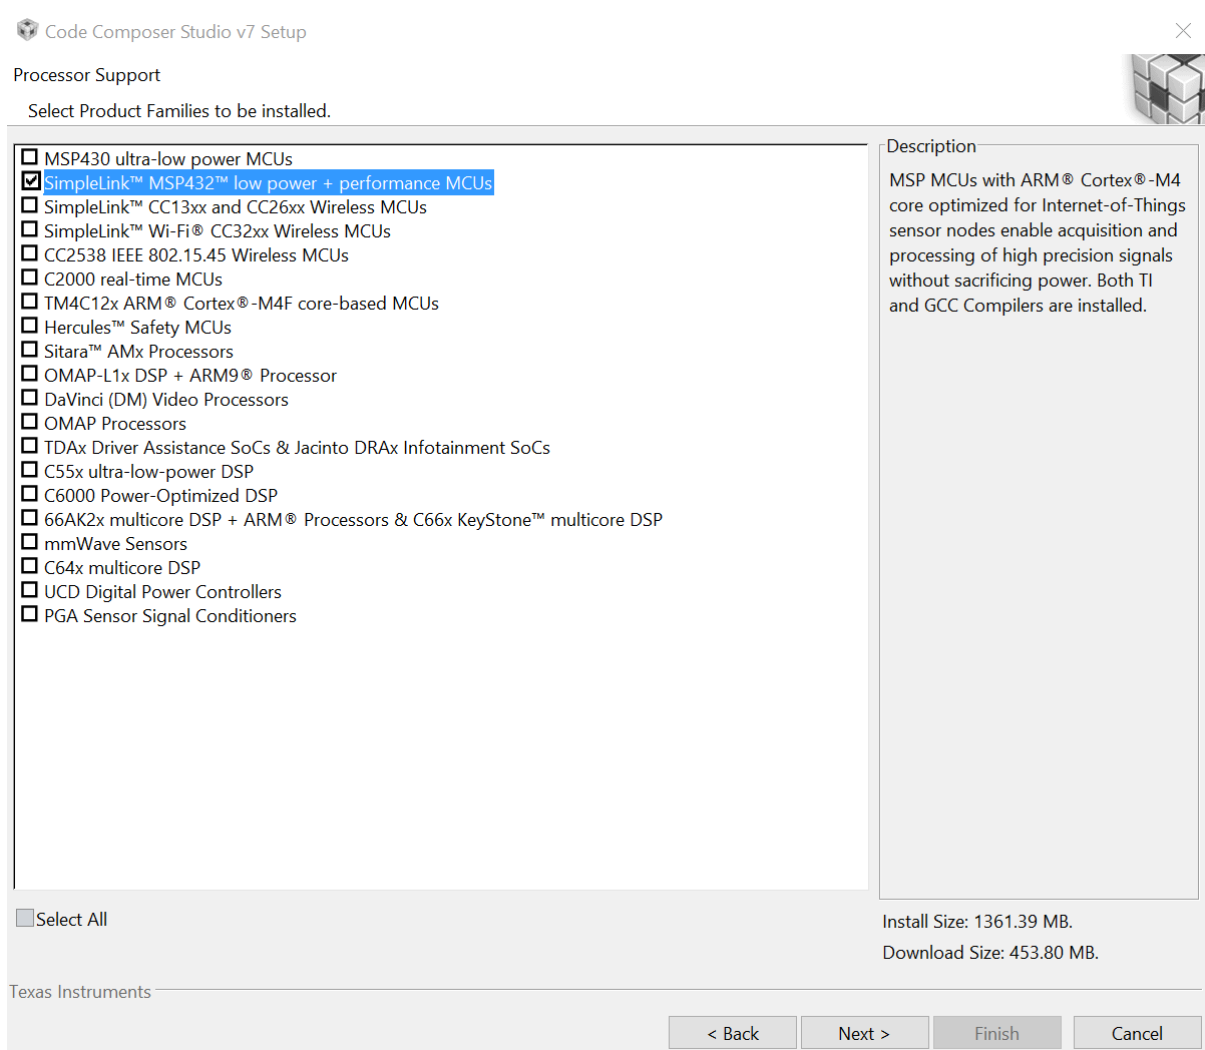 Code Composer Studio v7 Setup
Processor Support
Select Product Families to be installed.
MSP430 ultra-low power MCUs
SimpleLink™ MSP432™ low power + performance MCUs
SimpleLink™ CC13xx and CC26xx Wireless MCUs
SimpleLink™ Wi-Fi® CC32xx Wireless MCUs
CC2538 IEEE 802.15.45 Wireless MCUs
C2000 real-time MCUs
TM4C12x ARM® Cortex®-M4F core-based MCUs
Hercules™ Safety MCUs
Sitara™ AMx Processors
OMAP-L1x DSP + ARM9® Processor
DaVinci (DM) Video Processors
OMAP Processors
TDAx Driver Assistance SoCs & Jacinto DRAx Infotainment SoCs
C55x ultra-low-power DSP
C6000 Power-Optimized DSP
66AK2x multicore DSP + ARM® Processors & C66x KeyStone™ multicore DSP
mmWave Sensors
C64x multicore DSP
UCD Digital Power Controllers
PGA Sensor Signal Conditioners
Select All
Description
MSP MCUs with ARM® Cortex®-M4
core optimized for Internet-of-Things
sensor nodes enable acquisition and
processing of high precision signals
without sacrificing power. Both TI
and GCC Compilers are installed.
Install Size: 1361.39 MB.
Download Size: 453.80 MB.
Texas Instruments
< Back
Next >
Finish
Cancel